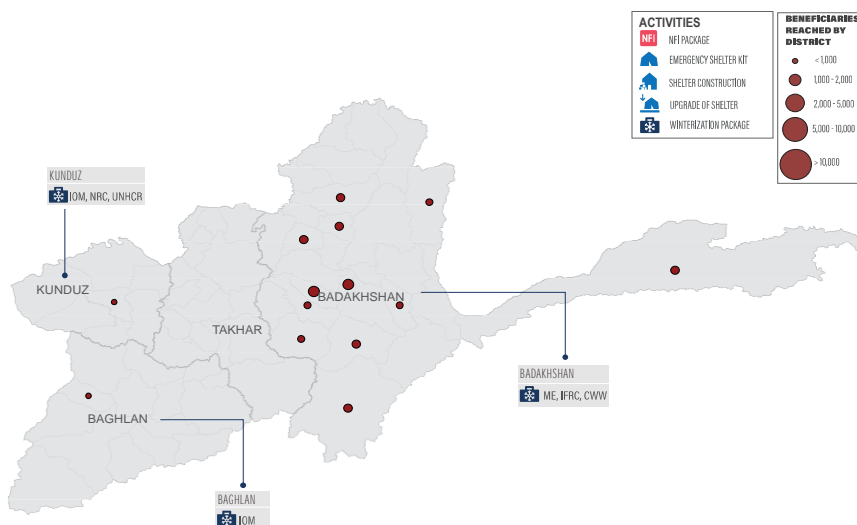 ACTIVITIES
NFI
NFI PACKAGE
EMERGENCY SHELTER KIT
SHELTER CONSTRUCTION
UPGRADE OF SHELTER
WINTERIZATION PACKAGE
BENEFICIARIES
REACHED BY
DISTRICT
< 1,000
1,000 - 2,000
2,000 - 5,000
5,000 - 10,000
> 10,000
KUNDUZ
IOM, NRC, UNHCR
KUNDUZ
TAKHAR
BADAKHSHAN
BAGHLAN
BADAKHSHAN
ME, IFRC, CWW
BAGHLAN
IOM